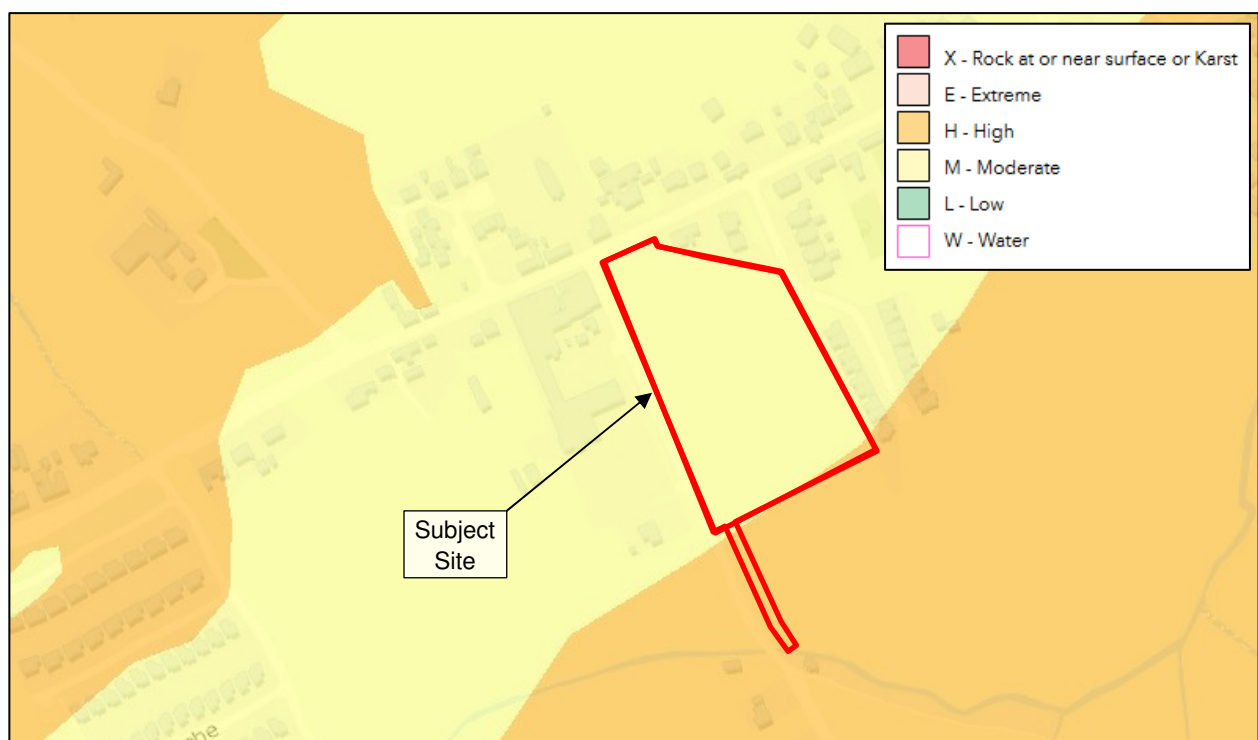 X - Rock at or near surface or Karst
E - Extreme
H - High
M - Moderate
L - Low
W - Water
Subject
Site